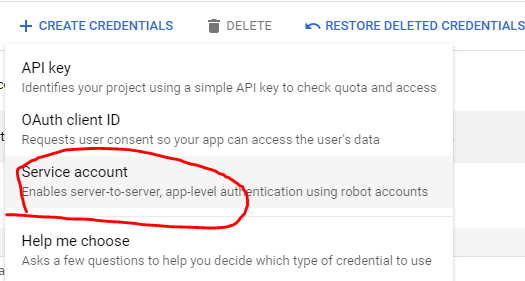 + CREATE CREDENTIALS DELETE RESTORE DELETED CREDENTIALS
API key
Identifies your project using a simple API key to check quota and access
OAuth client ID
Requests user consent so your app can access the user's data
Service account
Enables server-to-server, app-level authentication using robot accounts
Help me choose
Asks a few questions to help you decide which type of credential to use